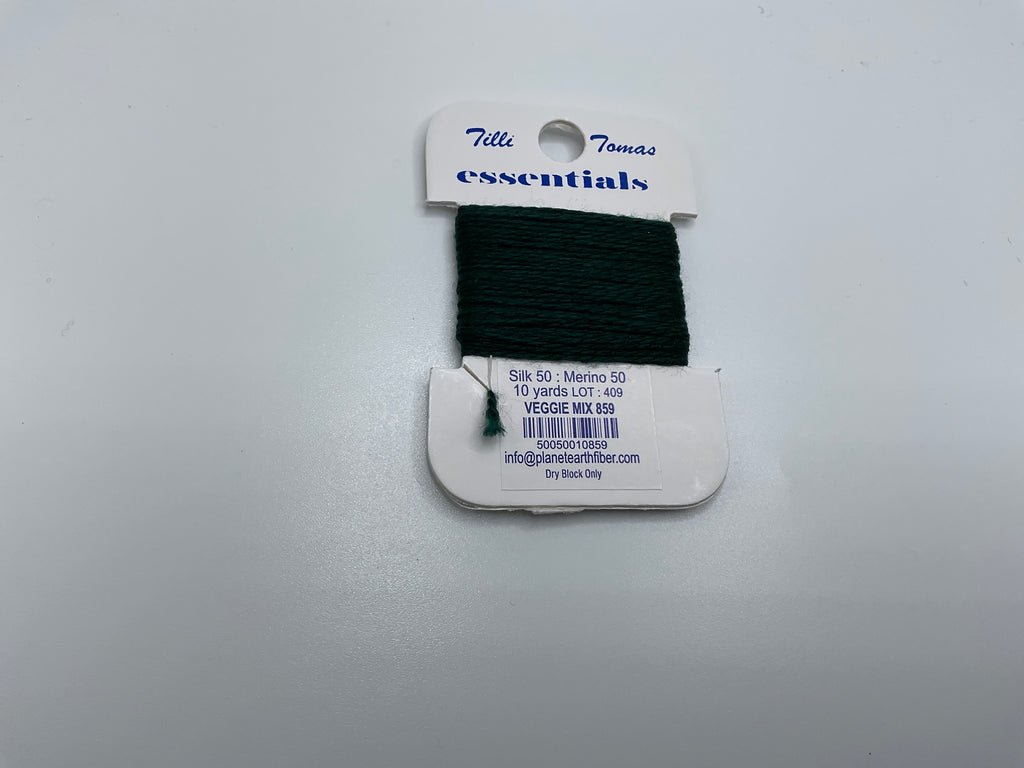 Tilli Tomas
essentials
Silk 50 : Merino 50
10 yards LOT : 409
VEGGIE MIX 859
50050010859
info@planetearthfiber.com
Dry Block Only